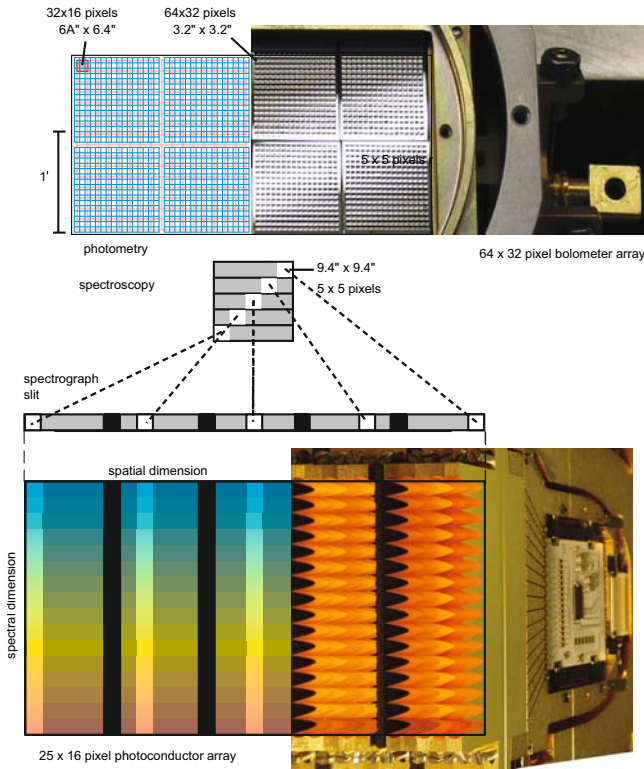 32x16 pixels
6A" x 6.4"
64x32 pixels
3.2" x 3.2"
5 x 5 pixels
1'
photometry
64 x 32 pixel bolometer array
spectroscopy
9.4" x 9.4"
5 x 5 pixels
spectrograph
slit
spatial dimension
spectral dimension
25 x 16 pixel photoconductor array